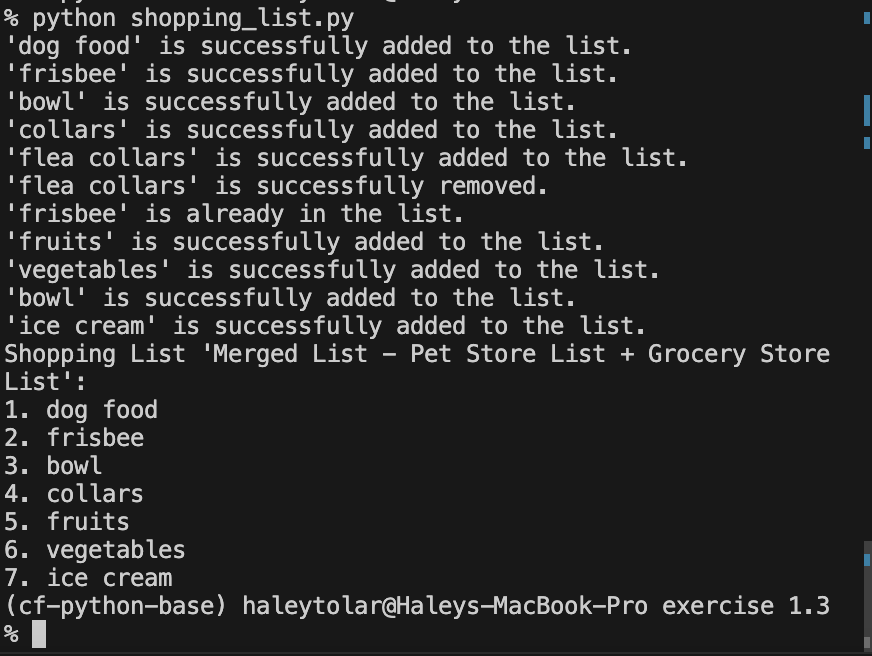 % python shopping_list.py
'dog food' is successfully added to the list.
'frisbee' is successfully added to the list.
'bowl' is successfully added to the list.
'collars' is successfully added to the list.
'flea collars' is successfully added to the list.
'flea collars' is successfully removed.
'frisbee' is already in the list.
'fruits' is successfully added to the list.
'vegetables' is successfully added to the list.
'bowl' is successfully added to the list.
'ice cream' is successfully added to the list.
Shopping List 'Merged List - Pet Store List + Grocery Store
List':
1. dog food
2. frisbee
3. bowl
4. collars
5. fruits
6. vegetables
7. ice cream
(cf-python-base) haleytolar@Haleys-MacBook-Pro exercise 1.3
%